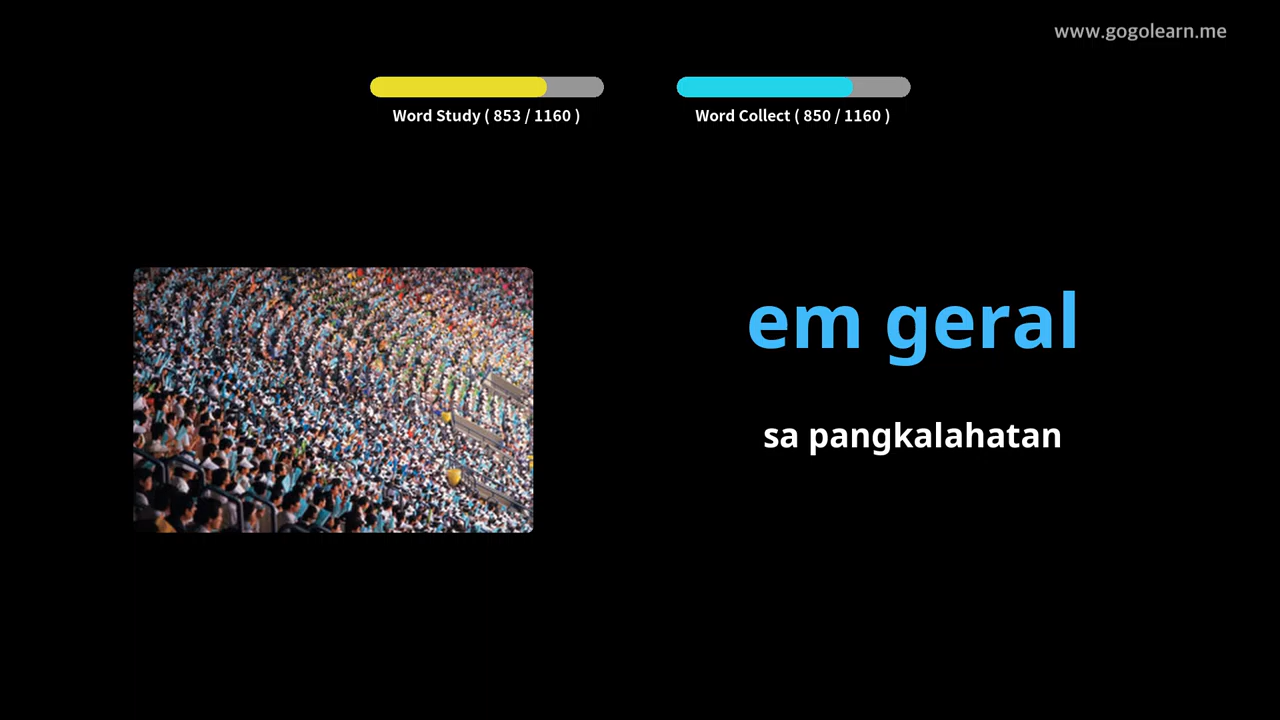 www.gogolearn.me
Word Study ( 853 / 1160 )
Word Collect ( 850 / 1160 )
em geral
sa pangkalahatan